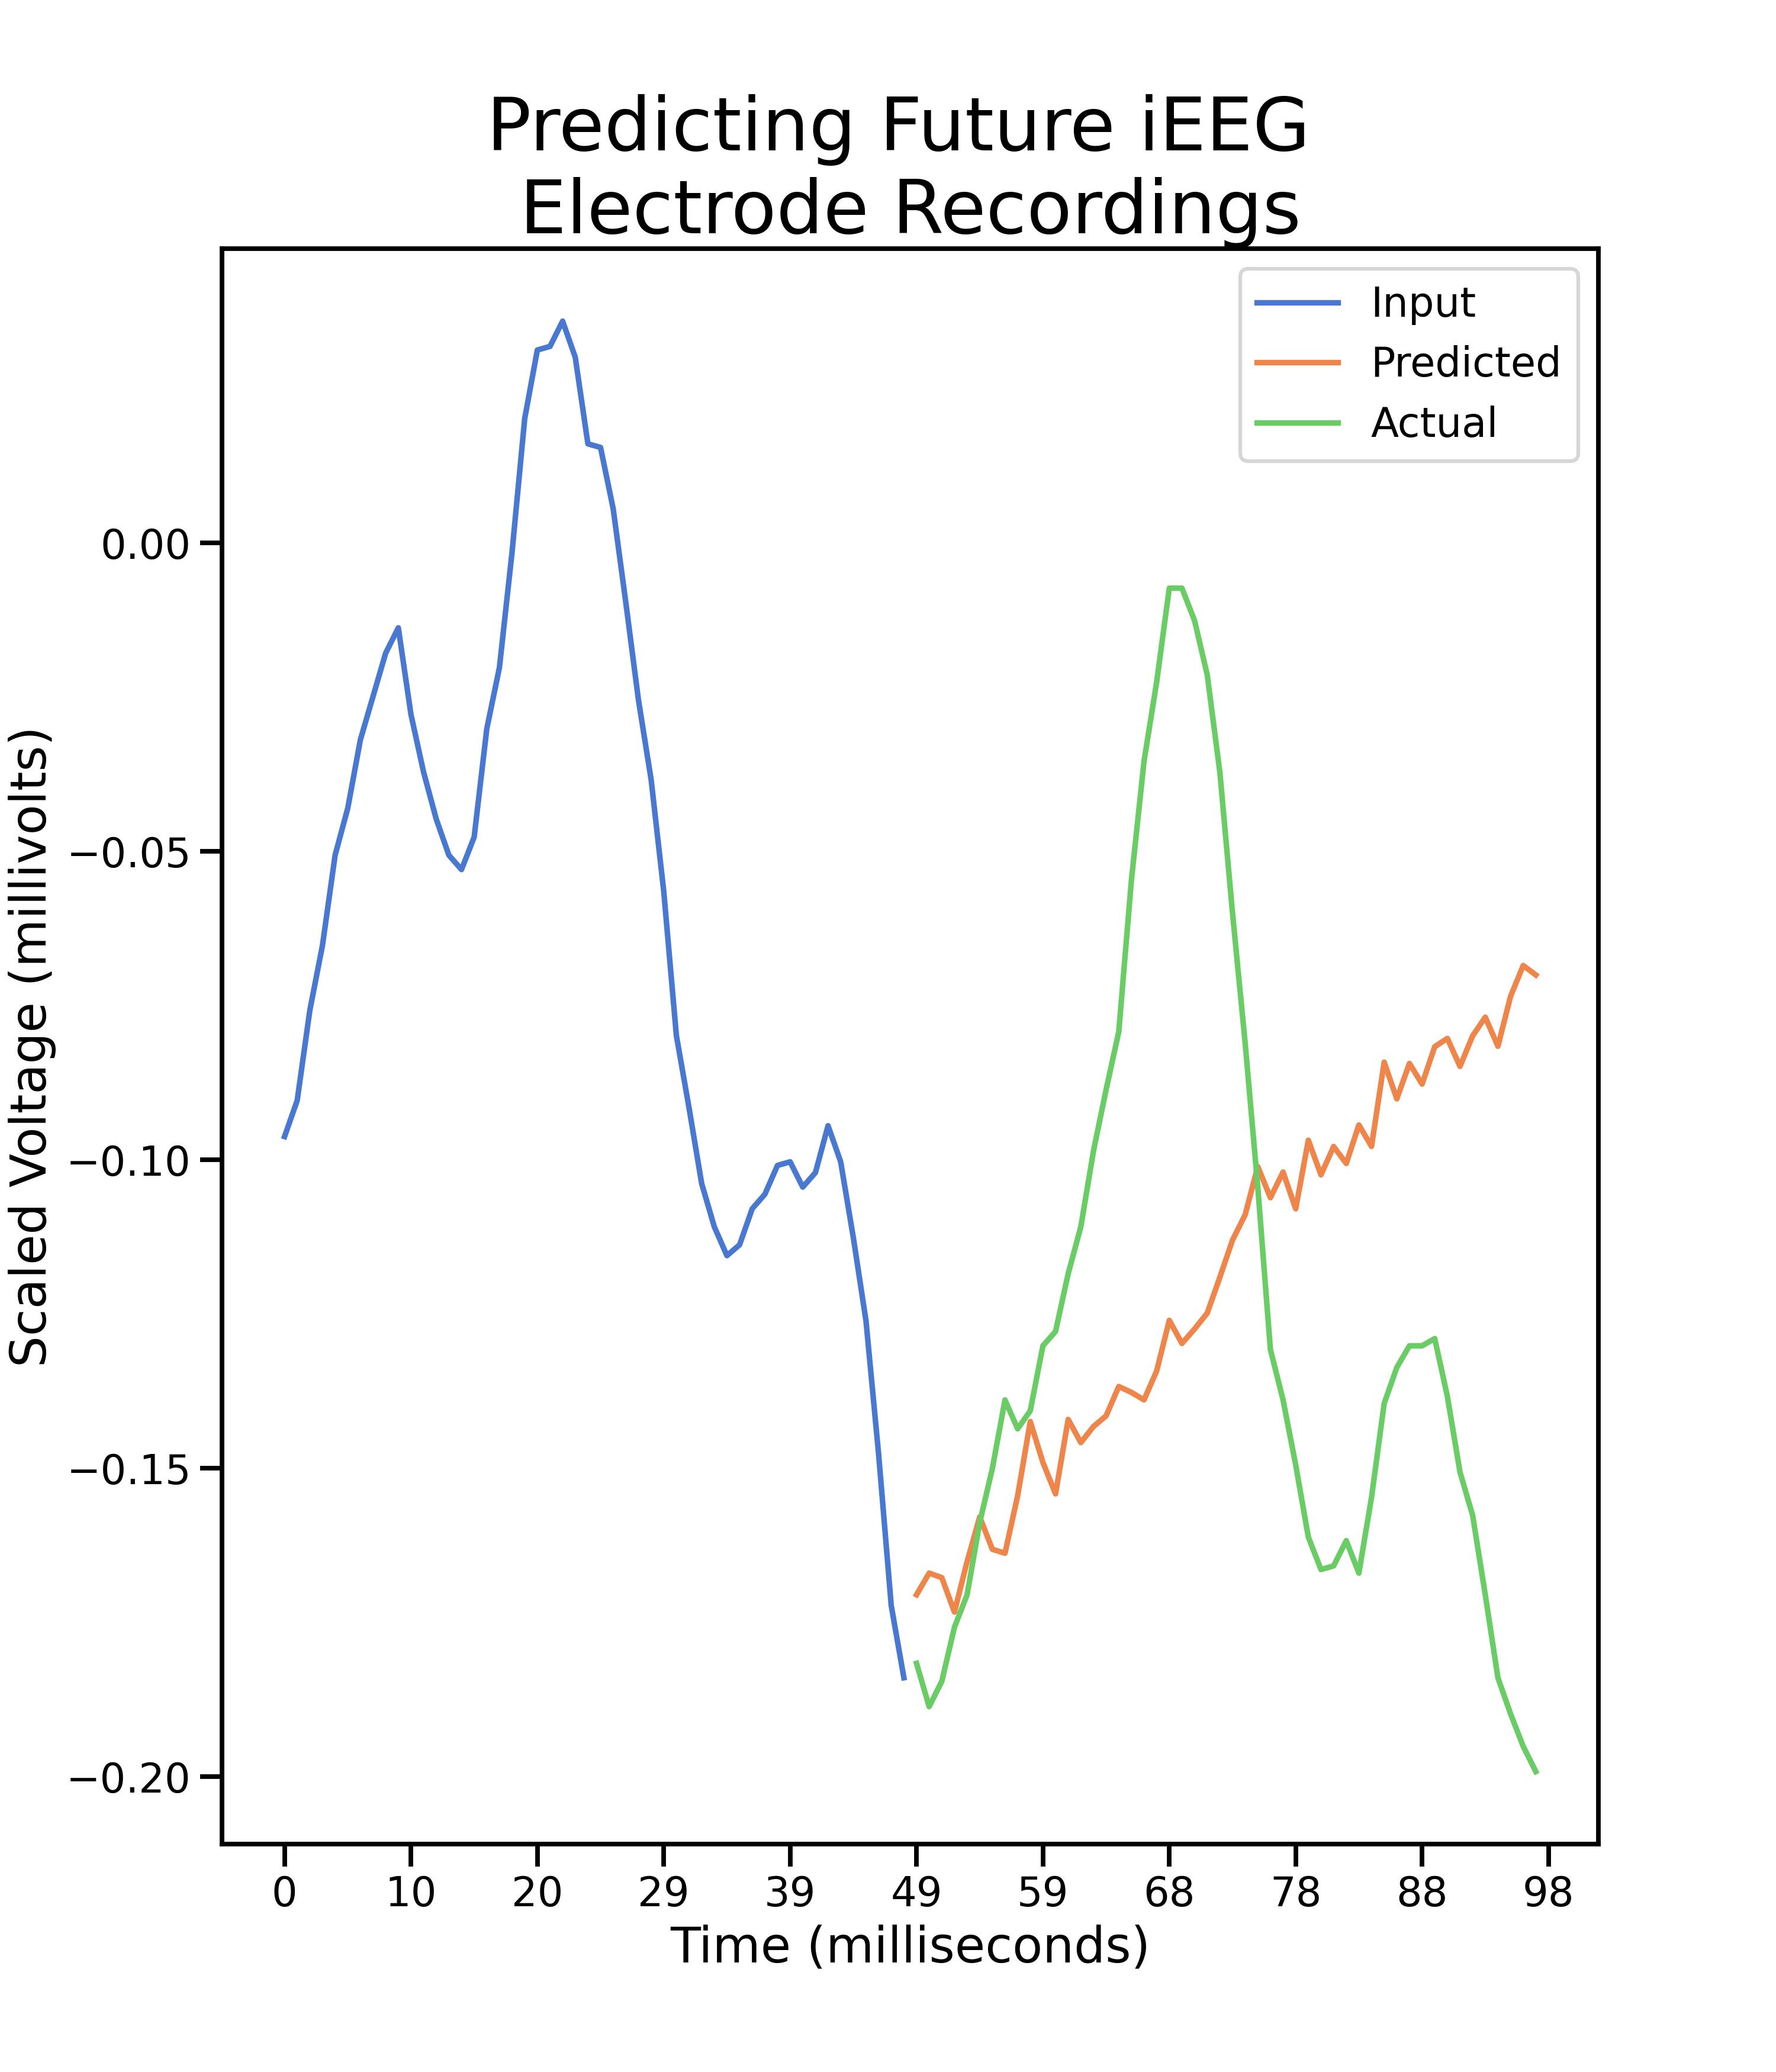 Predicting Future iEEG
Electrode Recordings
Input
Predicted
Actual
Scaled Voltage (millivolts)
0.00
−0.05
−0.10
−0.15
−0.20
0 10 20 29 39 49 59 68 78 88 98
Time (milliseconds)